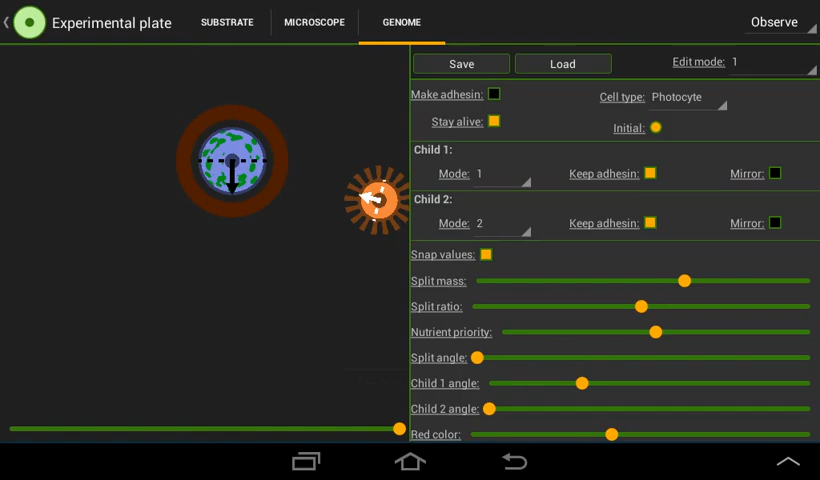 Experimental plate SUBSTRATE MICROSCOPE GENOME Observe
Save Load Edit mode: 1
Make adhesin: Cell type: Photocyte
Stay alive: Initial:
Child 1:
Mode: 1 Keep adhesin: Mirror:
Child 2:
Mode: 2 Keep adhesin: Mirror:
Snap values:
Split mass:
Split ratio:
Nutrient priority:
Split angle:
Child 1 angle:
Child 2 angle:
Red color: